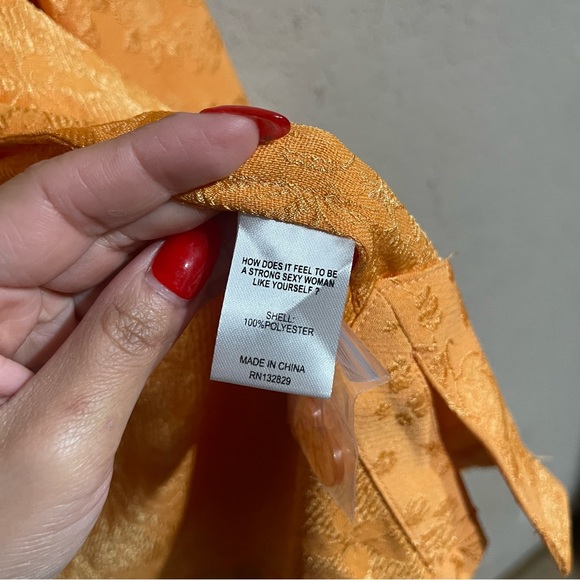 HOW DOES IT FEEL TO BE
A STRONG SEXY WOMAN
LIKE YOURSELF ?
SHELL:
100%POLYESTER
MADE IN CHINA
RN132829